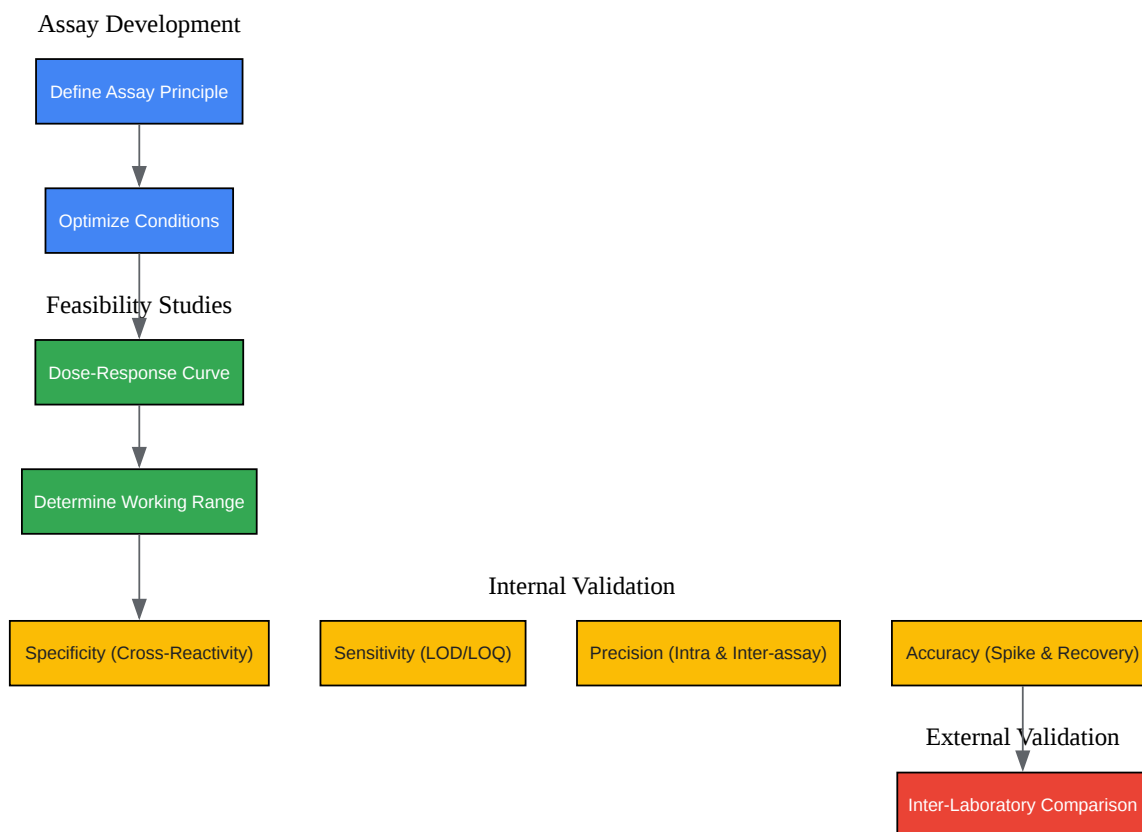 Assay Development
Define Assay Principle
Optimize Conditions
Feasibility Studies
Dose-Response Curve
Determine Working Range
Internal Validation
Specificity (Cross-Reactivity)
Sensitivity (LOD/LOQ)
Precision (Intra & Inter-assay)
Accuracy (Spike & Recovery)
External Validation
Inter-Laboratory Comparison